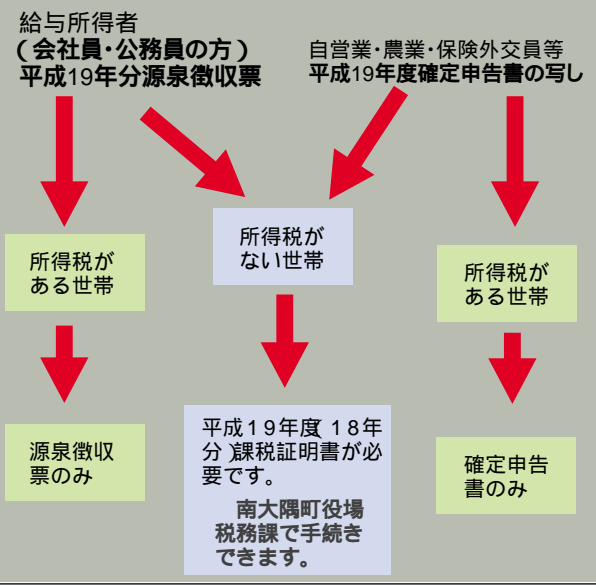 給与所得者
(会社員・公務員の方)
平成19年分源泉徴収票
自営業・農業・保険外交員等
平成19年度確定申告書の写し
所得税が
ある世帯
所得税が
ない世帯
所得税が
ある世帯
源泉徴収
票のみ
平成19年度(18年
分)課税証明書が必
要です。
南大隅町役場
税務課で手続き
できます。
確定申告
書のみ